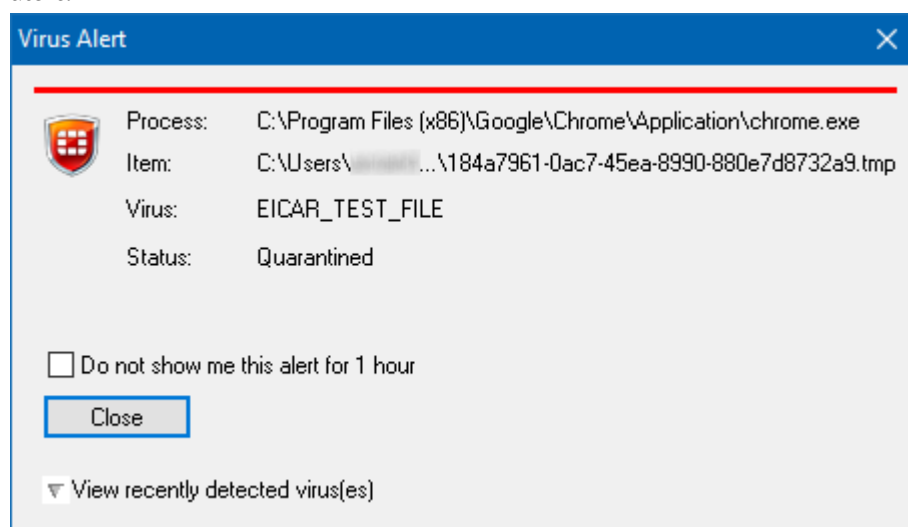 Virus Alert
Process: C:\Program Files (x86)\Google\Chrome\Application\chrome.exe
Item: C:\Users\ ...\184a7961-0ac7-45ea-8990-880e7d8732a9.tmp
Virus: EICAR_TEST_FILE
Status: Quarantined
Do not show me this alert for 1 hour
Close
View recently detected virus(es)